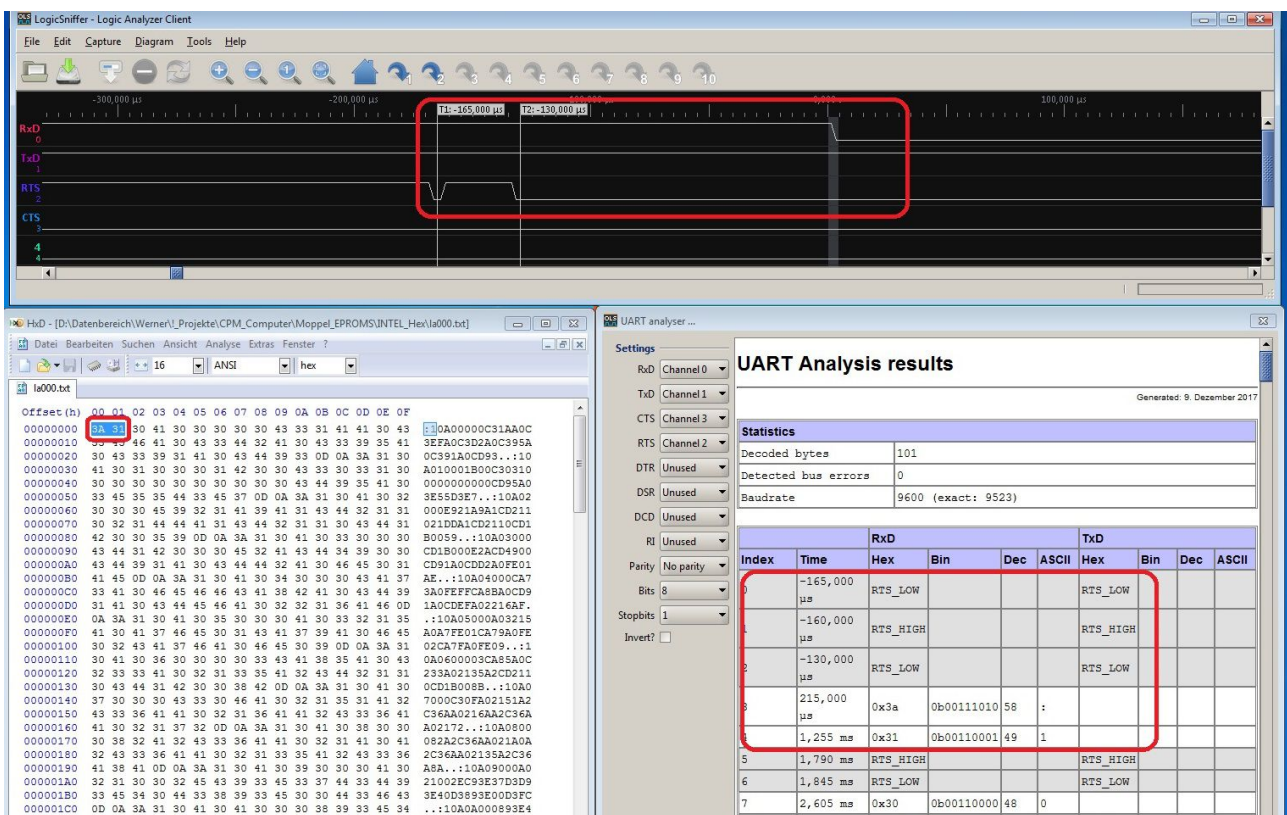 LogicSniffer - Logic Analyzer Client
File Edit Capture Diagram Tools Help
-300,000 µs -200,000 µs 100,000 µs
T1: -165,000 µs T2: -130,000 µs
RxD
0
TxD
1
RTS
2
CTS
3
4
4
HxD - [D:\Datenbereich\Werner\!_Projekte\CPM_Computer\Moppel_EPROMS\INTEL_Hex\la000.txt]
Datei Bearbeiten Suchen Ansicht Analyse Extras Fenster ?
16 ANSI hex
la000.txt
Offset(h) 00 01 02 03 04 05 06 07 08 09 0A 0B 0C 0D 0E 0F
00000000 3A 31 30 41 30 30 30 30 30 43 33 31 41 41 30 43 :10A00000C31AA0C
00000010 33 45 46 41 30 43 33 44 32 41 30 43 33 39 35 41 3EFA0C3D2A0C395A
00000020 30 43 33 39 31 41 30 43 44 39 33 0D 0A 3A 31 30 0C391A0CD93..:10
00000030 41 30 31 30 30 30 31 42 30 30 43 33 30 33 31 30 A010001B00C30310
00000040 30 30 30 30 30 30 30 30 30 30 43 44 39 35 41 30 0000000000CD95A0
00000050 33 45 35 35 44 33 45 37 0D 0A 3A 31 30 41 30 32 3E55D3E7..:10A02
00000060 30 30 30 45 39 32 31 41 39 41 31 43 44 32 31 31 000E921A9A1CD211
00000070 30 32 31 44 44 41 31 43 44 32 31 31 30 43 44 31 021DDA1CD2110CD1
00000080 42 30 30 35 39 0D 0A 3A 31 30 41 30 33 30 30 30 B0059..:10A03000
00000090 43 44 31 42 30 30 30 45 32 41 43 44 34 39 30 30 CD1B000E2ACD4900
000000A0 43 44 39 31 41 30 43 44 44 32 41 30 46 45 30 31 CD91A0CDD2A0FE01
000000B0 41 45 0D 0A 3A 31 30 41 30 34 30 30 30 43 41 37 AE..:10A04000CA7
000000C0 33 41 30 46 45 46 46 43 41 38 42 41 30 43 44 39 3A0FEFFCA8BA0CD9
000000D0 31 41 30 43 44 45 46 41 30 32 32 31 36 41 46 0D 1A0CDEFA02216AF.
000000E0 0A 3A 31 30 41 30 35 30 30 30 41 30 33 32 31 35 .:10A05000A03215
000000F0 41 30 41 37 46 45 30 31 43 41 37 39 41 30 46 45 A0A7FE01CA79A0FE
00000100 30 32 43 41 37 46 41 30 46 45 30 39 0D 0A 3A 31 02CA7FA0FE09..:1
00000110 30 41 30 36 30 30 30 30 33 43 41 38 35 41 30 43 0A0600003CA85A0C
00000120 32 33 33 41 30 32 31 33 35 41 32 43 44 32 31 31 233A02135A2CD211
00000130 30 43 44 31 42 30 30 38 42 0D 0A 3A 31 30 41 30 0CD1B008B..:10A0
00000140 37 30 30 30 43 33 30 46 41 30 32 31 35 31 41 32 7000C30FA02151A2
00000150 43 33 36 41 41 30 32 31 36 41 41 32 43 33 36 41 C36AA0216AA2C36A
00000160 41 30 32 31 37 32 0D 0A 3A 31 30 41 30 38 30 30 A02172..:10A0800
00000170 30 38 32 41 32 43 33 36 41 41 30 32 31 41 30 41 082A2C36AA021A0A
00000180 32 43 33 36 41 41 30 32 31 33 35 41 32 43 33 36 2C36AA02135A2C36
00000190 41 38 41 0D 0A 3A 31 30 41 30 39 30 30 30 41 30 A8A..:10A09000A0
000001A0 32 31 30 30 32 45 43 39 33 45 33 37 44 33 44 39 21002EC93E37D3D9
000001B0 33 45 34 30 44 33 38 39 33 45 30 30 44 33 46 43 3E40D3893E00D3FC
000001C0 0D 0A 3A 31 30 41 30 41 30 30 30 38 39 33 45 34 ..:10A0A000893E4
UART analyser ...
Settings
RxD Channel 0
TxD Channel 1
CTS Channel 3
RTS Channel 2
DTR Unused
DSR Unused
DCD Unused
RI Unused
Parity No parity
Bits 8
Stopbits 1
Invert?
UART Analysis results
Generated: 9. Dezember 2017
Statistics
Decoded bytes 101
Detected bus errors 0
Baudrate 9600 (exact: 9523)
RxD TxD
Index Time Hex Bin Dec ASCII Hex Bin Dec ASCII
0 -165,000 µs RTS_LOW RTS_LOW
1 -160,000 µs RTS_HIGH RTS_HIGH
2 -130,000 µs RTS_LOW RTS_LOW
3 215,000 µs 0x3a 0b00111010 58 :
4 1,255 ms 0x31 0b00110001 49 1
5 1,790 ms RTS_HIGH RTS_HIGH
6 1,845 ms RTS_LOW RTS_LOW
7 2,605 ms 0x30 0b00110000 48 0